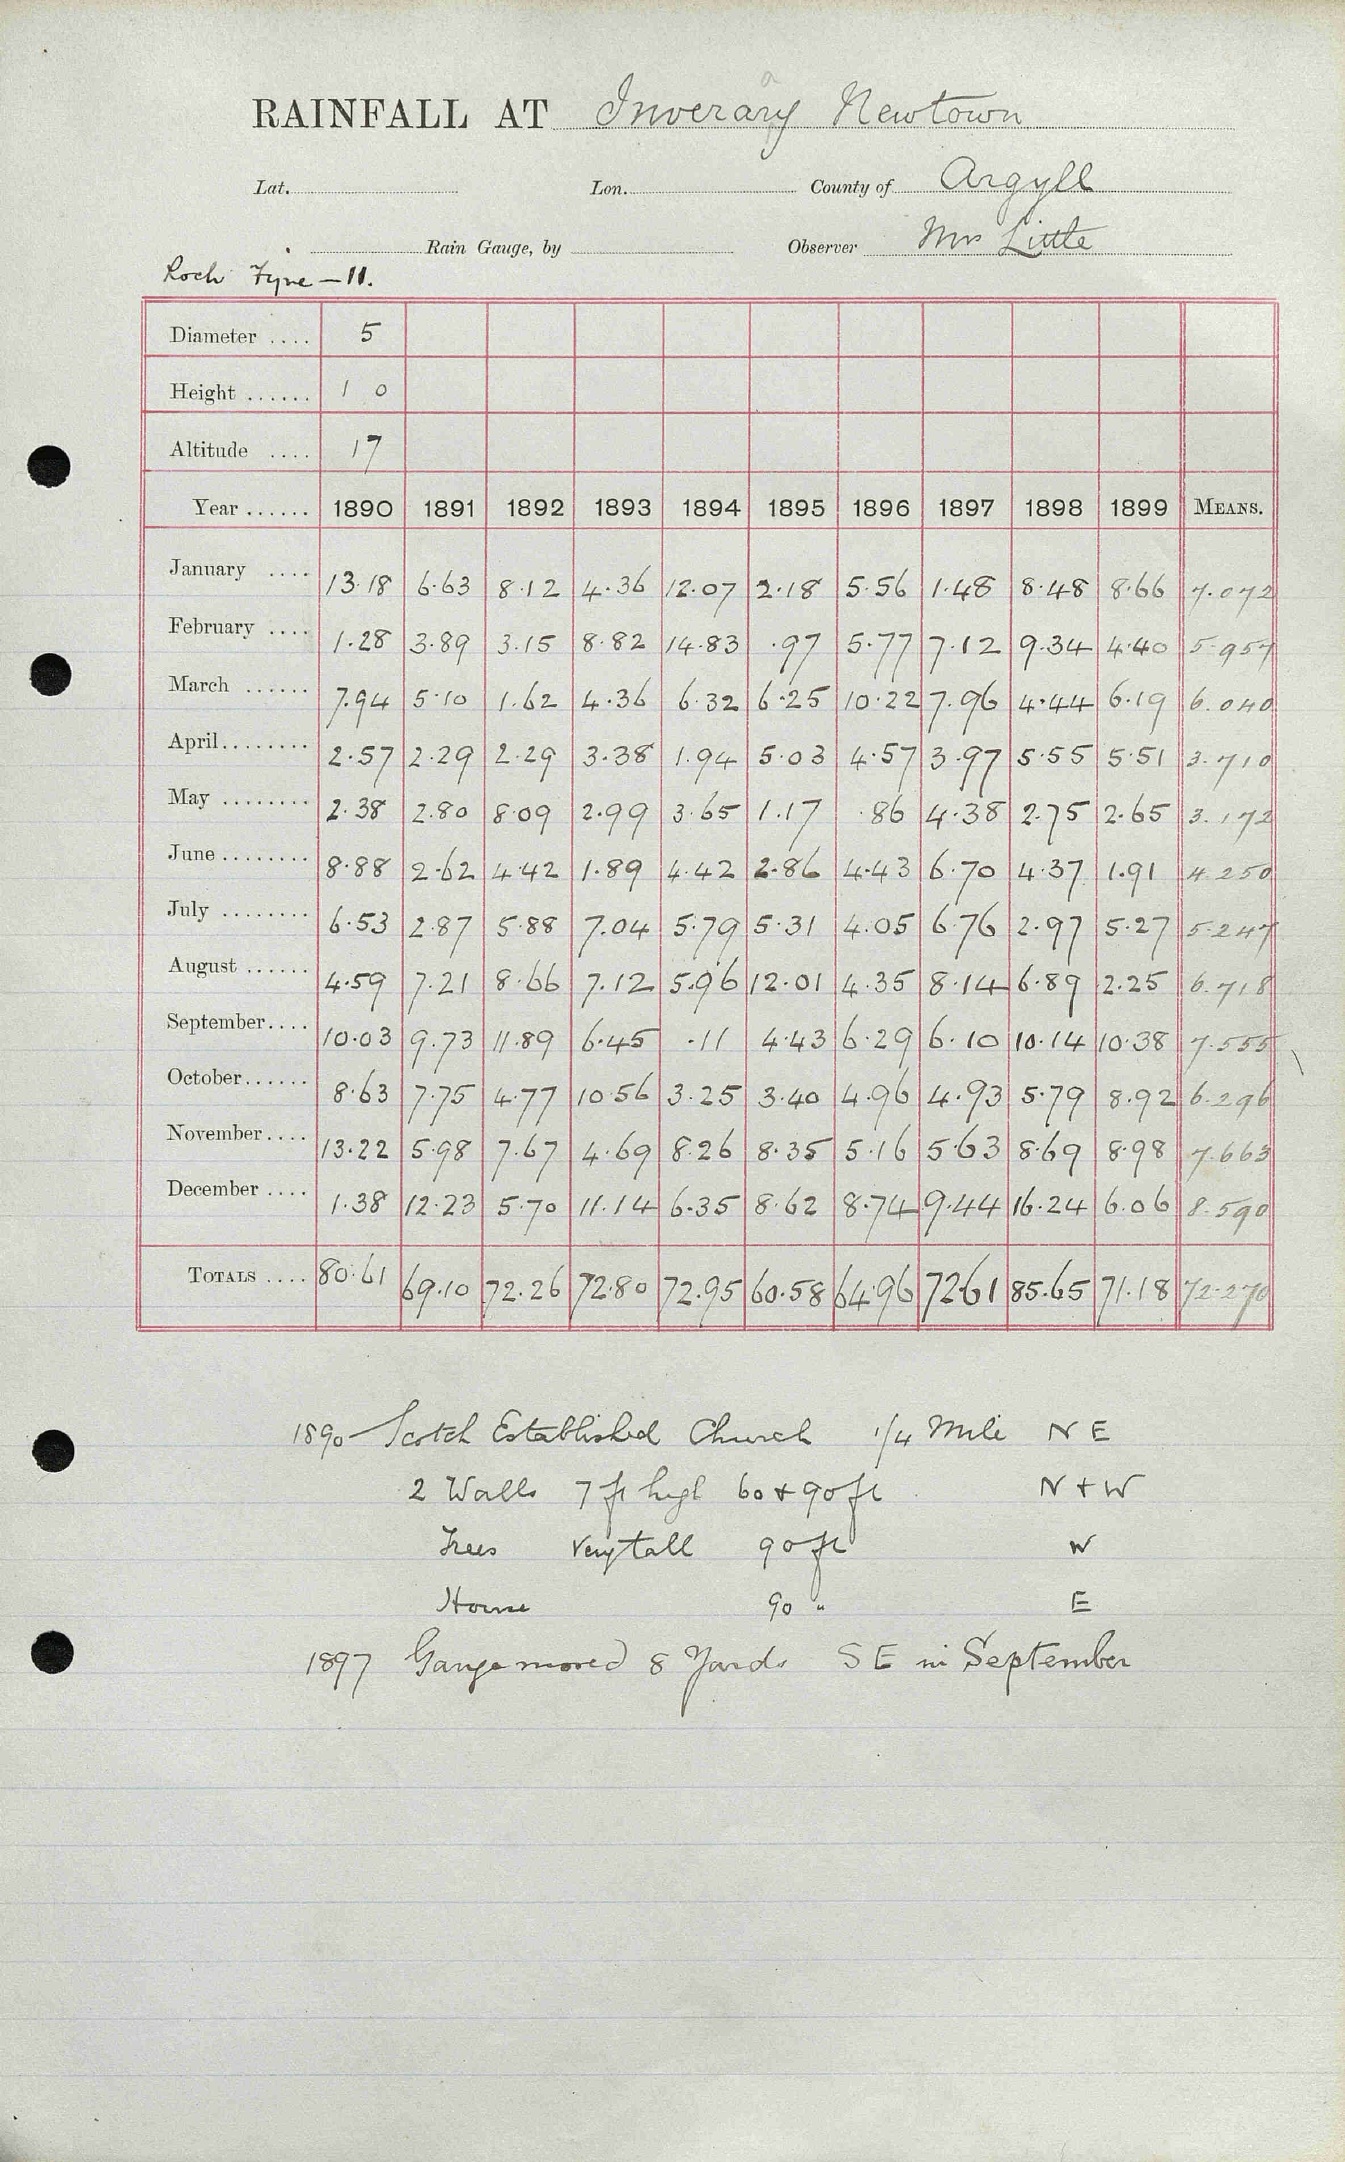 a
RAINFALL AT Inverary Newtown
Lat. Lon. County of Argyll
Rain Gauge, by Observer Mrs Little
Loch Fyne - 11.
Diameter .... 5
Height ...... 1 0
Altitude .... 17
Year ...... 1890 1891 1892 1893 1894 1895 1896 1897 1898 1899 MEANS.
January .... 13.18 6.63 8.12 4.36 12.07 2.18 5.56 1.48 8.48 8.66 7.072
February .... 1.28 3.89 3.15 8.82 14.83 .97 5.77 7.12 9.34 4.40 5.957
March ...... 7.94 5.10 1.62 4.36 6.32 6.25 10.22 7.96 4.44 6.19 6.040
April........ 2.57 2.29 2.29 3.38 1.94 5.03 4.57 3.97 5.55 5.51 3.710
May ........ 2.38 2.80 8.09 2.99 3.65 1.17 .86 4.38 2.75 2.65 3.172
June ........ 8.88 2.62 4.42 1.89 4.42 2.86 4.43 6.70 4.37 1.91 4.250
July ........ 6.53 2.87 5.88 7.04 5.79 5.31 4.05 6.76 2.97 5.27 5.247
August ...... 4.59 7.21 8.66 7.12 5.96 12.01 4.35 8.14 6.89 2.25 6.718
September.... 10.03 9.73 11.89 6.45 .11 4.43 6.29 6.10 10.14 10.38 7.555
October...... 8.63 7.75 4.77 10.56 3.25 3.40 4.96 4.93 5.79 8.92 6.296
November.... 13.22 5.98 7.67 4.69 8.26 8.35 5.16 5.63 8.69 8.98 7.663
December .... 1.38 12.23 5.70 11.14 6.35 8.62 8.74 9.44 16.24 6.06 8.590
TOTALS .... 80.61 69.10 72.26 72.80 72.95 60.58 64.96 72.61 85.65 71.18 72.270
1890 Scotch Established Church 1/4 Mile N E
2 Walls 7 ft high 60 + 90 ft N + W
Trees Very tall 90 ft W
House 90 " E
1897 Gauge moved 8 Yards S E in September